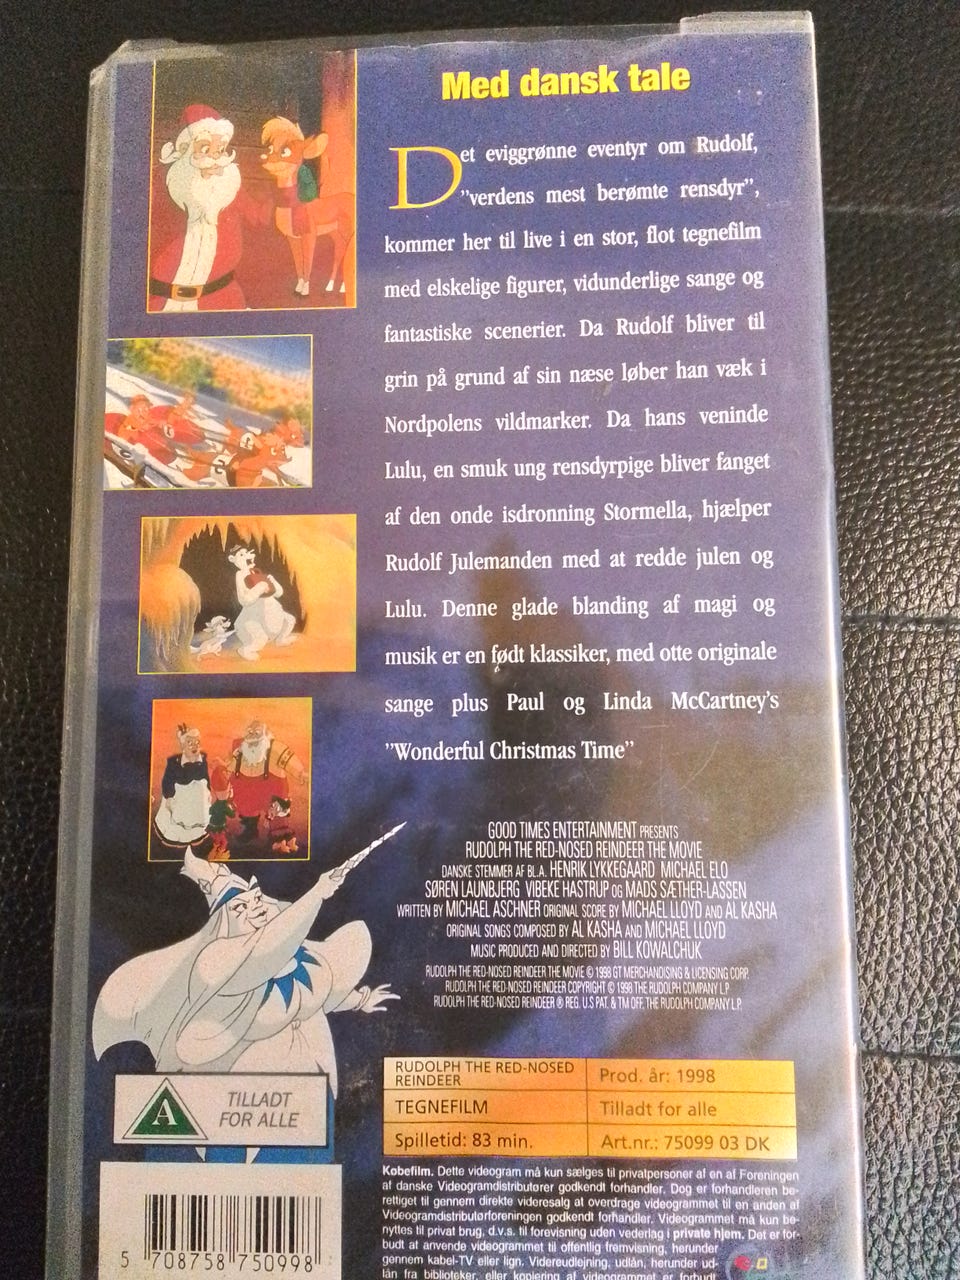 Med dansk tale
Det eviggrønne eventyr om Rudolf,
"verdens mest berømte rensdyr",
kommer her til live i en stor, flot tegnefilm
med elskelige figurer, vidunderlige sange og
fantastiske scenerier. Da Rudolf bliver til
grin på grund af sin næse løber han væk i
Nordpolens vildmarker. Da hans veninde
Lulu, en smuk ung rensdyrpige bliver fanget
af den onde isdronning Stormella, hjælper
Rudolf Julemanden med at redde julen og
Lulu. Denne glade blanding af magi og
musik er en født klassiker, med otte originale
sange plus Paul og Linda McCartney's
"Wonderful Christmas Time"
GOOD TIMES ENTERTAINMENT PRESENTS
RUDOLPH THE RED-NOSED REINDEER THE MOVIE
DANSKE STEMMER AF BL.A. HENRIK LYKKEGAARD MICHAEL ELO
SØREN LAUNBJERG VIBEKE HASTRUP OG MADS SÆTHER-LASSEN
WRITTEN BY MICHAEL ASCHNER ORIGINAL SCORE BY MICHAEL LLOYD AND AL KASHA
ORIGINAL SONGS COMPOSED BY AL KASHA AND MICHAEL LLOYD
MUSIC PRODUCED AND DIRECTED BY BILL KOWALCHUK
RUDOLPH THE RED-NOSED REINDEER THE MOVIE © 1998 GT MERCHANDISING & LICENSING CORP.
RUDOLPH THE RED-NOSED REINDEER COPYRIGHT © 1998 THE RUDOLPH COMPANY L.P
RUDOLPH THE RED-NOSED REINDEER ® REG. U.S PAT. & TM OFF. THE RUDOLPH COMPANY L.P.
RUDOLPH THE RED-NOSED
REINDEER
Prod. år: 1998
TEGNEFILM
Tilladt for alle
Spilletid: 83 min.
Art.nr.: 75099 03 DK
A
TILLADT
FOR ALLE
Købefilm. Dette videogram må kun sælges til privatpersoner af en af Foreningen
af danske Videogramdistributører godkendt forhandler. Dog er forhandleren be-
rettiget til gennem direkte videresalg at overdrage videogrammet til en anden af
Videogramdistributørforeningen godkendt forhandler. Videogrammet må kun be-
nyttes til privat brug, d.v.s. til forevisning uden vederlag i private hjem. Det er for-
budt at anvende videogrammet til offentlig fremvisning, herunder
gennem kabel-TV eller lign. Videreudlejning, udlån, herunder ud-
lån fra biblioteker, eller kopiering af videogrammet er forbudt
5 708758 750998